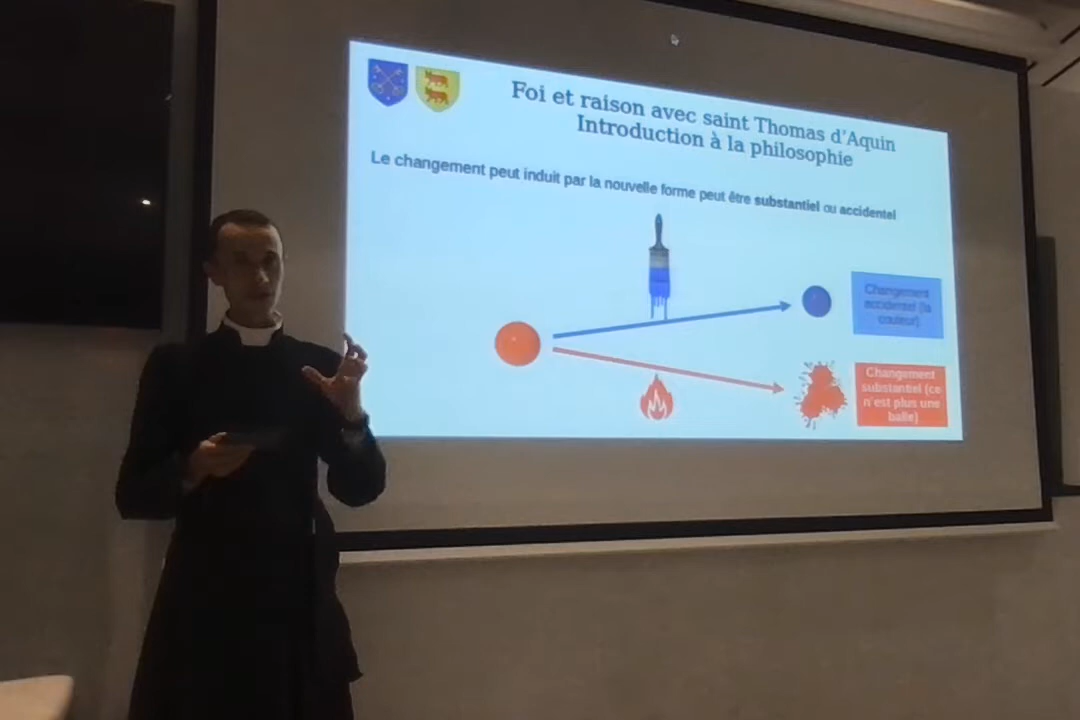 Foi et raison avec saint Thomas d'Aquin
Introduction à la philosophie
Le changement peut induit par la nouvelle forme peut être substantiel ou accidentel
Changement
accidentel (la
couleur)
Changement
substantiel (ce
n'est plus une
balle)